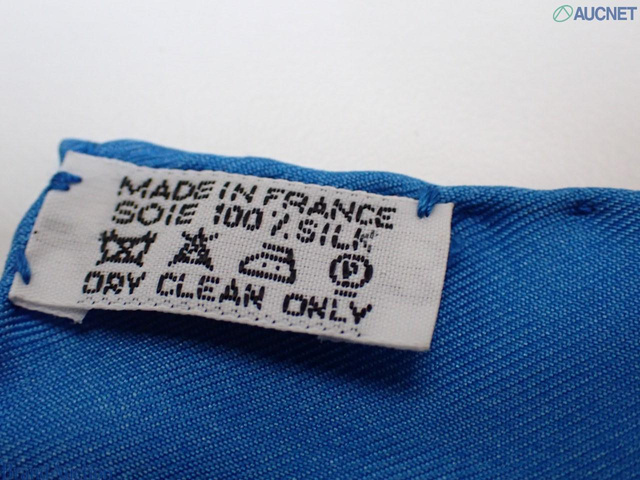 AUCNET
MADE IN FRANCE
SOIE 100 % SILK
P
DRY CLEAN ONLY